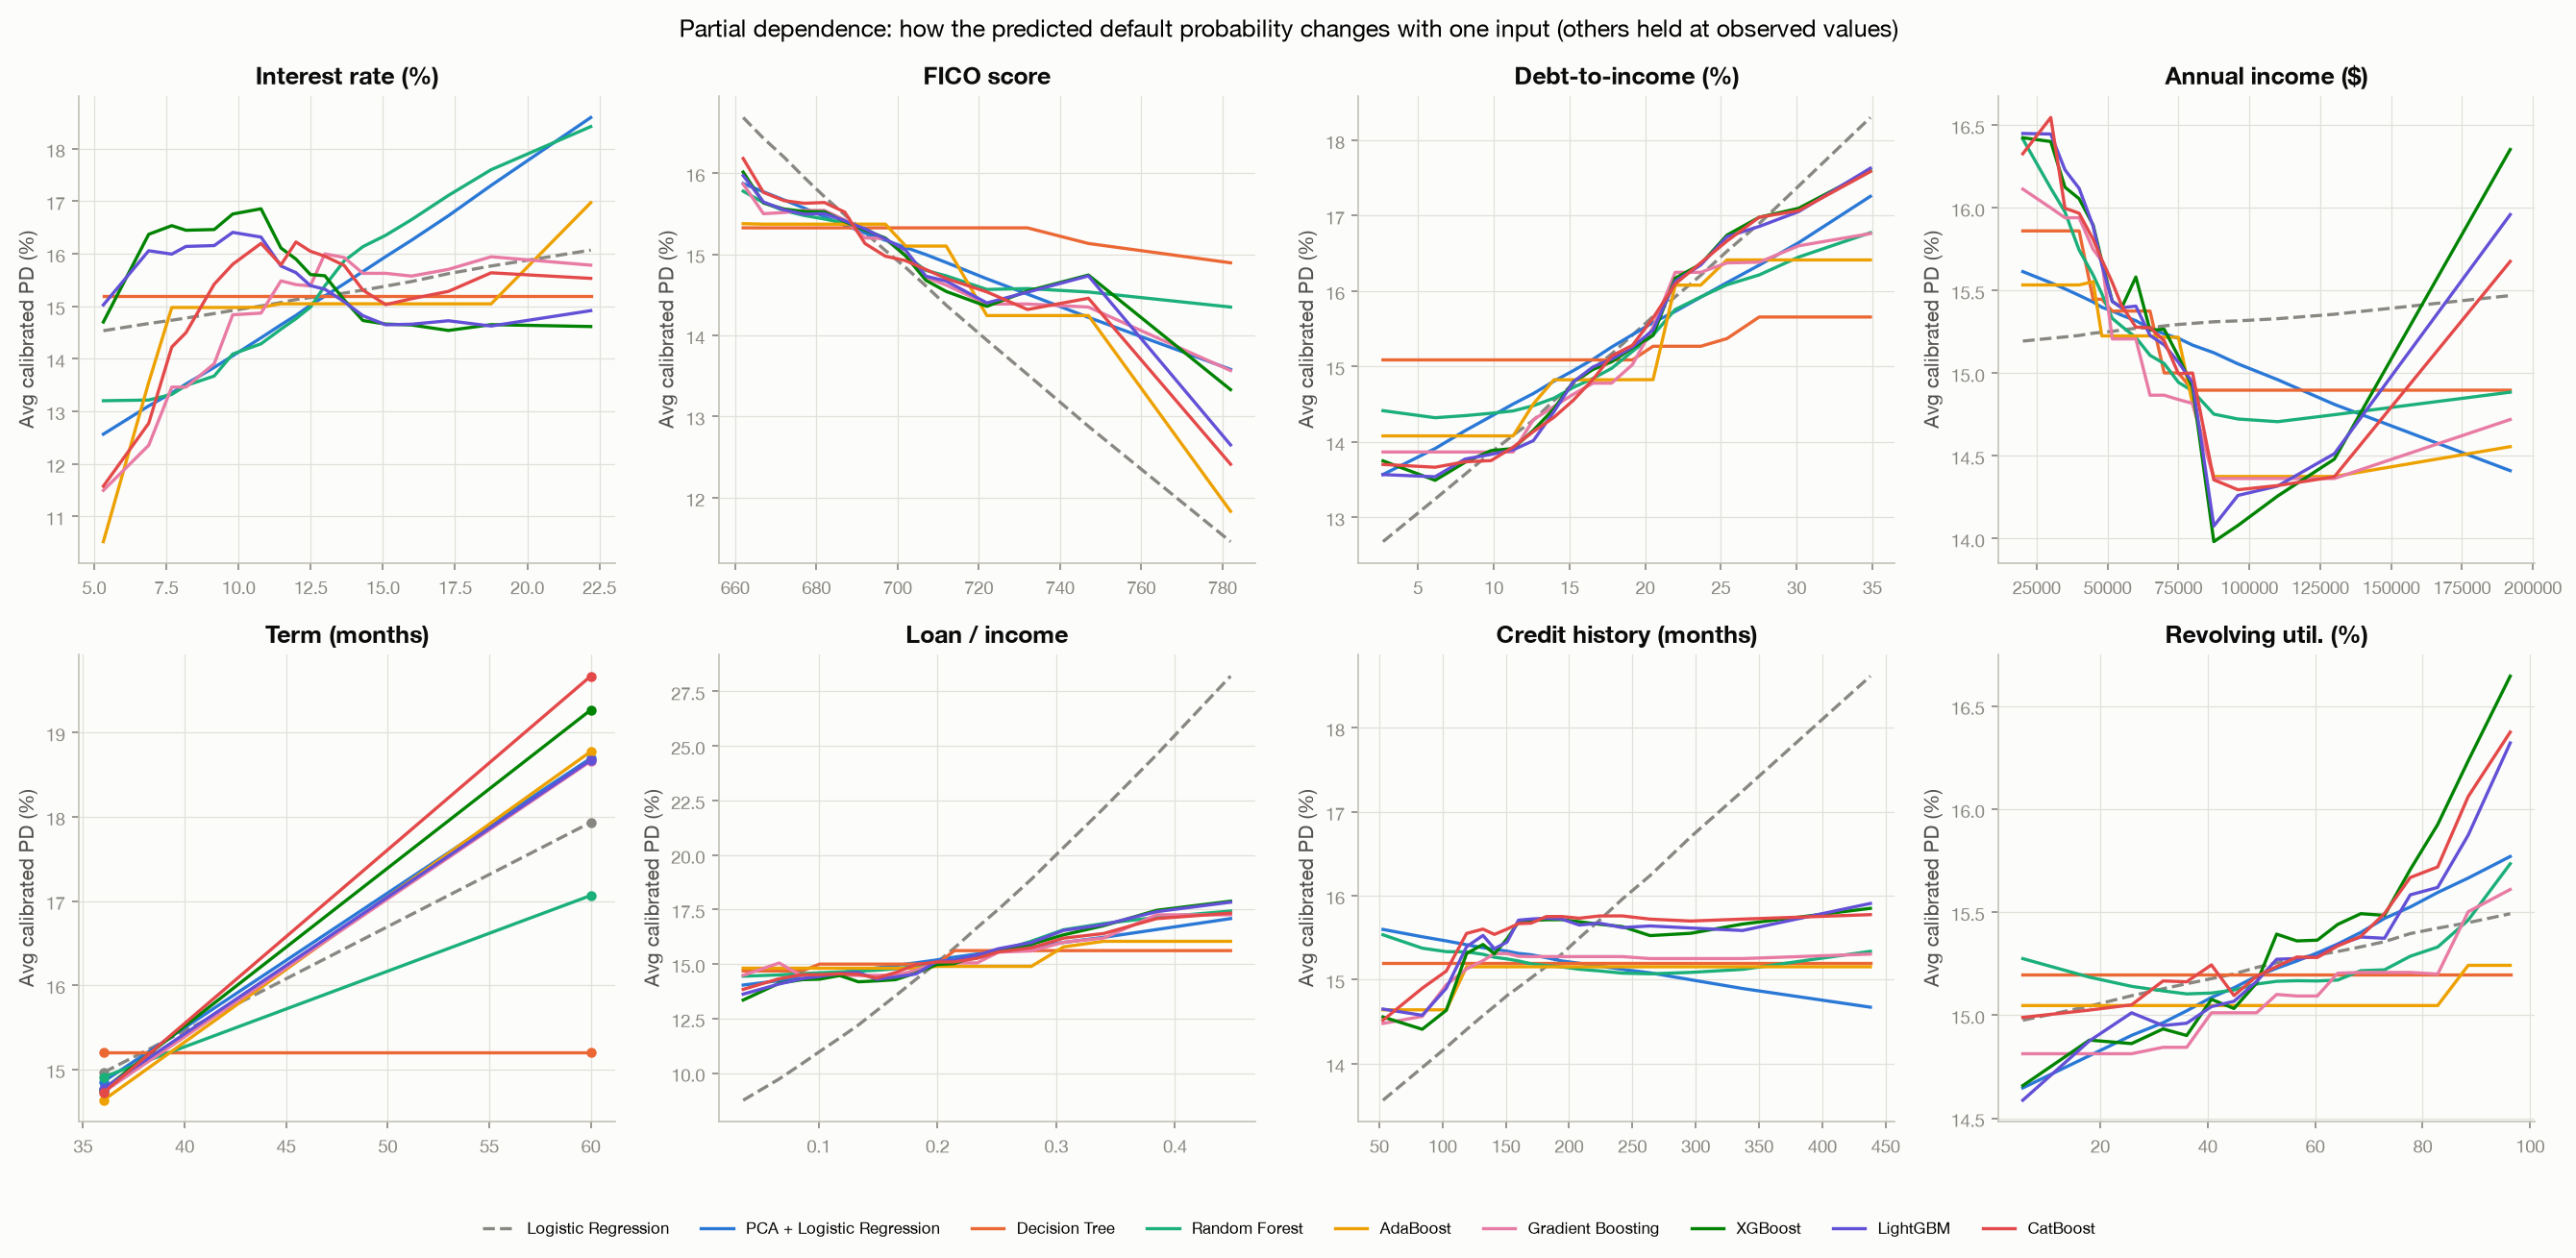 Partial dependence: how the predicted default probability changes with one input (others held at observed values)
Interest rate (%)
Avg calibrated PD (%)
18
17
16
15
14
13
12
11
5.0 7.5 10.0 12.5 15.0 17.5 20.0 22.5
FICO score
Avg calibrated PD (%)
16
15
14
13
12
660 680 700 720 740 760 780
Debt-to-income (%)
Avg calibrated PD (%)
18
17
16
15
14
13
5 10 15 20 25 30 35
Annual income ($)
Avg calibrated PD (%)
16.5
16.0
15.5
15.0
14.5
14.0
25000 50000 75000 100000 125000 150000 175000 200000
Term (months)
Avg calibrated PD (%)
19
18
17
16
15
35 40 45 50 55 60
Loan / income
Avg calibrated PD (%)
27.5
25.0
22.5
20.0
17.5
15.0
12.5
10.0
0.1 0.2 0.3 0.4
Credit history (months)
Avg calibrated PD (%)
18
17
16
15
14
50 100 150 200 250 300 350 400 450
Revolving util. (%)
Avg calibrated PD (%)
16.5
16.0
15.5
15.0
14.5
20 40 60 80 100
Logistic Regression PCA + Logistic Regression Decision Tree Random Forest AdaBoost Gradient Boosting XGBoost LightGBM CatBoost